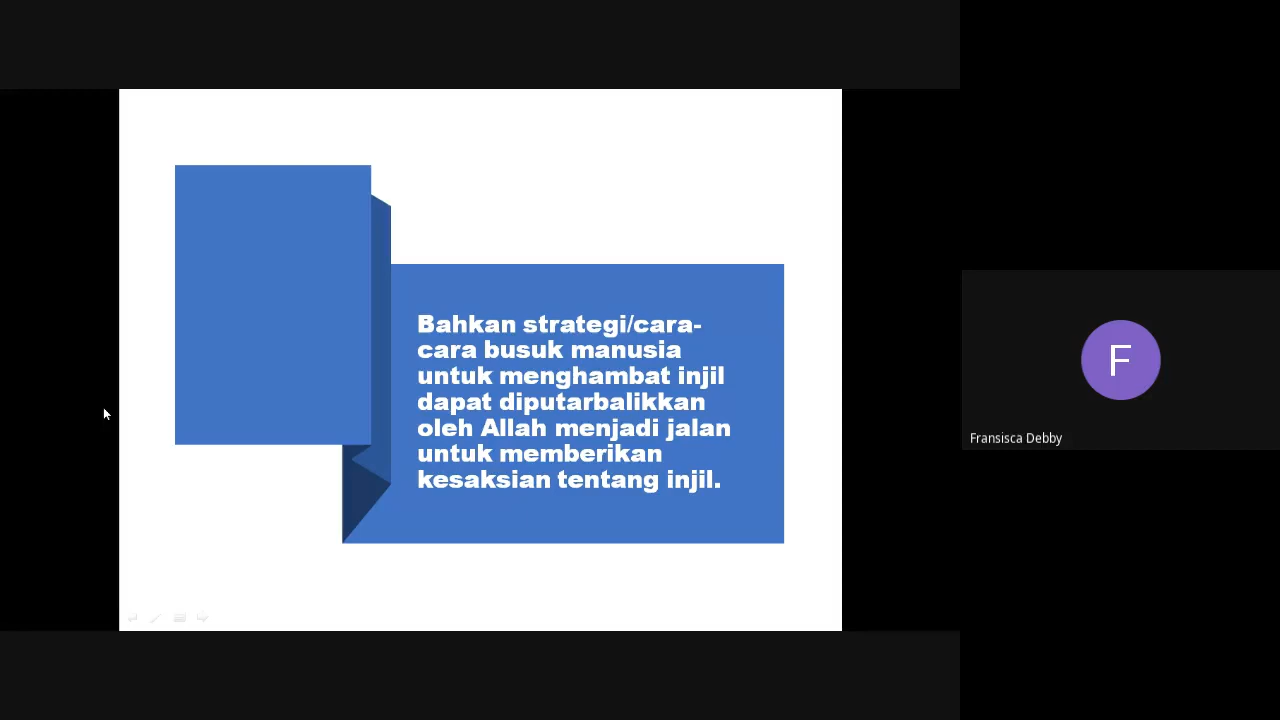 Bahkan strategi/cara-
cara busuk manusia
untuk menghambat injil
dapat diputarbalikkan
oleh Allah menjadi jalan
untuk memberikan
kesaksian tentang injil.
F
Fransisca Debby